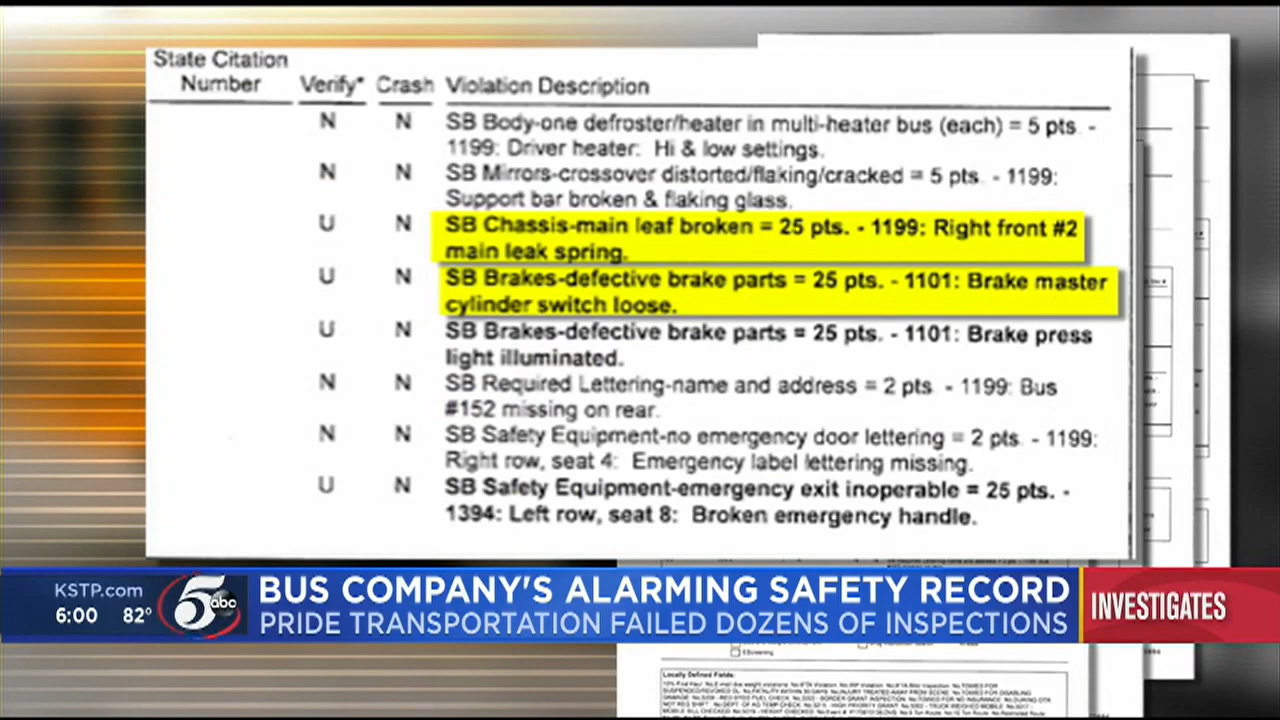 State Citation
Number Verify* Crash Violation Description
N N SB Body-one defroster/heater in multi-heater bus (each) = 5 pts. -
1199: Driver heater: Hi & low settings.
N N SB Mirrors-crossover distorted/flaking/cracked = 5 pts. - 1199:
Support bar broken & flaking glass.
U N SB Chassis-main leaf broken = 25 pts. - 1199: Right front #2
main leak spring.
U N SB Brakes-defective brake parts = 25 pts. - 1101: Brake master
cylinder switch loose.
U N SB Brakes-defective brake parts = 25 pts. - 1101: Brake press
light illuminated.
N N SB Required Lettering-name and address = 2 pts. - 1199: Bus
#152 missing on rear.
N N SB Safety Equipment-no emergency door lettering = 2 pts. - 1199:
Right row, seat 4: Emergency label lettering missing.
U N SB Safety Equipment-emergency exit inoperable = 25 pts. -
1394: Left row, seat 8: Broken emergency handle.
KSTP.com
6:00 82°
5 abc
BUS COMPANY'S ALARMING SAFETY RECORD
PRIDE TRANSPORTATION FAILED DOZENS OF INSPECTIONS
INVESTIGATES
Locally Defined Fields: